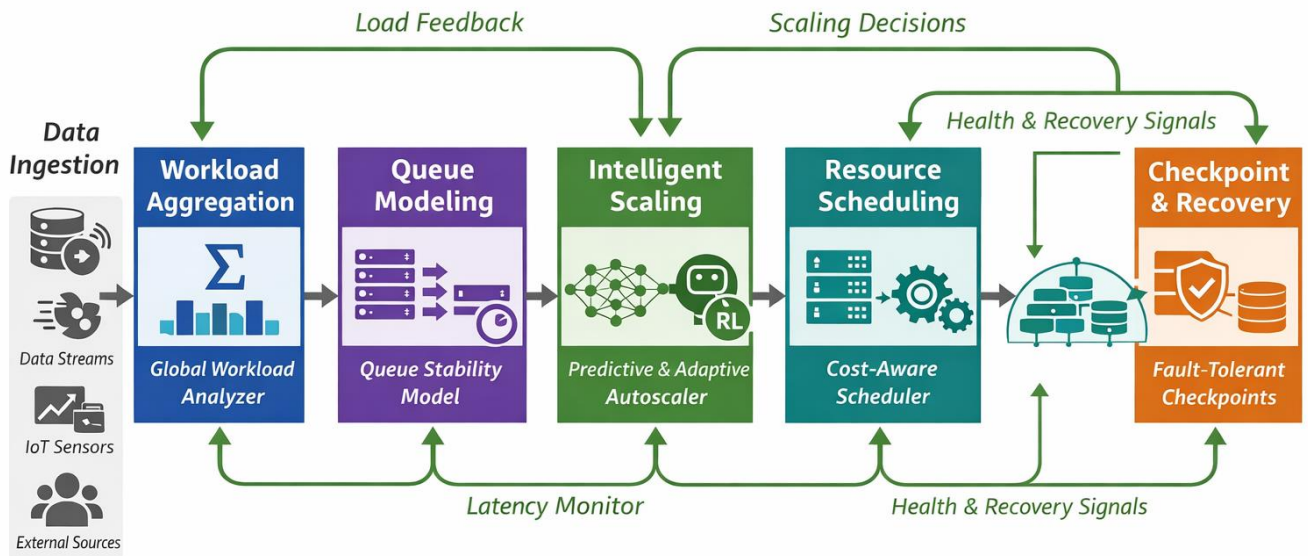 Load Feedback
Scaling Decisions
Health & Recovery Signals
Data
Ingestion
Data Streams
IoT Sensors
External Sources
Workload
Aggregation
Σ
Global Workload
Analyzer
Queue
Modeling
Queue Stability
Model
Intelligent
Scaling
RL
Predictive & Adaptive
Autoscaler
Resource
Scheduling
Cost-Aware
Scheduler
Checkpoint
& Recovery
Fault-Tolerant
Checkpoints
Latency Monitor
Health & Recovery Signals